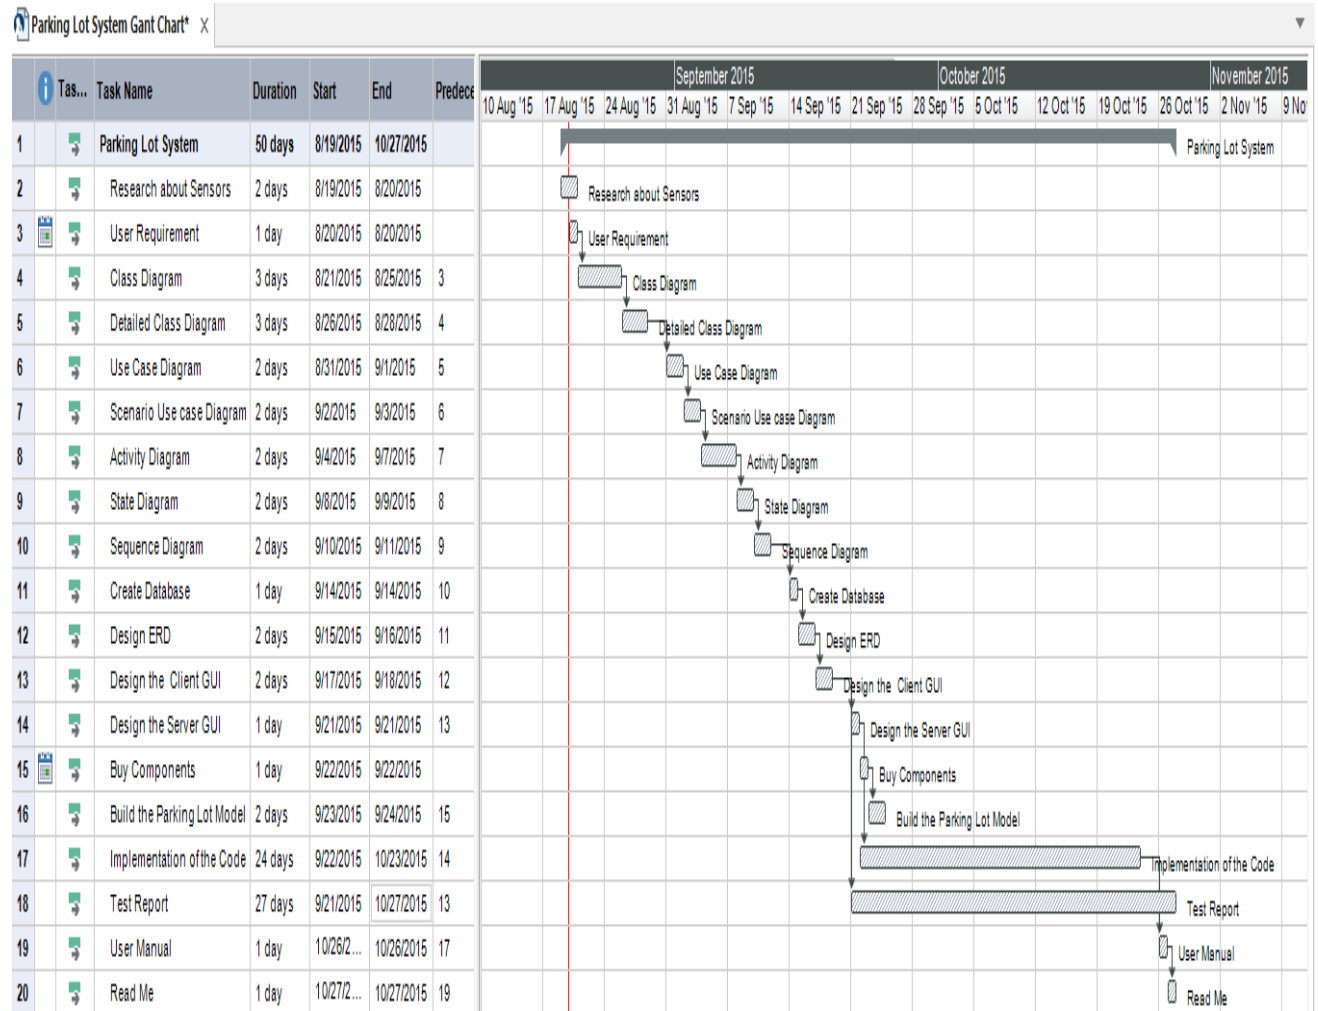 Parking Lot System Gant Chart*
Tas... Task Name Duration Start End Predece
September 2015 October 2015 November 2015
10 Aug '15 17 Aug '15 24 Aug '15 31 Aug '15 7 Sep '15 14 Sep '15 21 Sep '15 28 Sep '15 5 Oct '15 12 Oct '15 19 Oct '15 26 Oct '15 2 Nov '15 9 No
1 Parking Lot System 50 days 8/19/2015 10/27/2015 Parking Lot System
2 Research about Sensors 2 days 8/19/2015 8/20/2015 Research about Sensors
3 User Requirement 1 day 8/20/2015 8/20/2015 User Requirement
4 Class Diagram 3 days 8/21/2015 8/25/2015 3 Class Diagram
5 Detailed Class Diagram 3 days 8/26/2015 8/28/2015 4 Detailed Class Diagram
6 Use Case Diagram 2 days 8/31/2015 9/1/2015 5 Use Case Diagram
7 Scenario Use case Diagram 2 days 9/2/2015 9/3/2015 6 Scenario Use case Diagram
8 Activity Diagram 2 days 9/4/2015 9/7/2015 7 Activity Diagram
9 State Diagram 2 days 9/8/2015 9/9/2015 8 State Diagram
10 Sequence Diagram 2 days 9/10/2015 9/11/2015 9 Sequence Diagram
11 Create Database 1 day 9/14/2015 9/14/2015 10 Create Database
12 Design ERD 2 days 9/15/2015 9/16/2015 11 Design ERD
13 Design the Client GUI 2 days 9/17/2015 9/18/2015 12 Design the Client GUI
14 Design the Server GUI 1 day 9/21/2015 9/21/2015 13 Design the Server GUI
15 Buy Components 1 day 9/22/2015 9/22/2015 Buy Components
16 Build the Parking Lot Model 2 days 9/23/2015 9/24/2015 15 Build the Parking Lot Model
17 Implementation of the Code 24 days 9/22/2015 10/23/2015 14 Implementation of the Code
18 Test Report 27 days 9/21/2015 10/27/2015 13 Test Report
19 User Manual 1 day 10/26/2... 10/26/2015 17 User Manual
20 Read Me 1 day 10/27/2... 10/27/2015 19 Read Me